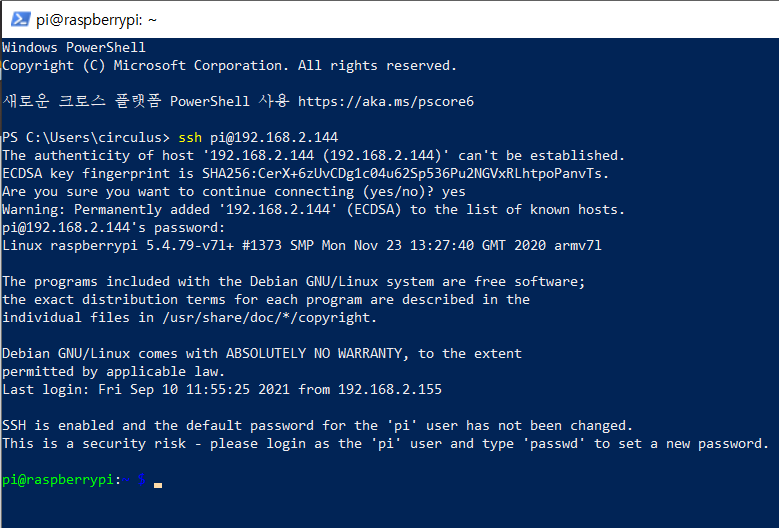 pi@raspberrypi: ~
Windows PowerShell
Copyright (C) Microsoft Corporation. All rights reserved.
새로운 크로스 플랫폼 PowerShell 사용 https://aka.ms/pscore6
PS C:\Users\circulus> ssh pi@192.168.2.144
The authenticity of host '192.168.2.144 (192.168.2.144)' can't be established.
ECDSA key fingerprint is SHA256:CerX+6zUvCDg1c04u62Sp536Pu2NGVxRLhtpoPanvTs.
Are you sure you want to continue connecting (yes/no)? yes
Warning: Permanently added '192.168.2.144' (ECDSA) to the list of known hosts.
pi@192.168.2.144's password:
Linux raspberrypi 5.4.79-v7l+ #1373 SMP Mon Nov 23 13:27:40 GMT 2020 armv7l
The programs included with the Debian GNU/Linux system are free software;
the exact distribution terms for each program are described in the
individual files in /usr/share/doc/*/copyright.
Debian GNU/Linux comes with ABSOLUTELY NO WARRANTY, to the extent
permitted by applicable law.
Last login: Fri Sep 10 11:55:25 2021 from 192.168.2.155
SSH is enabled and the default password for the 'pi' user has not been changed.
This is a security risk - please login as the 'pi' user and type 'passwd' to set a new password.
pi@raspberrypi:~ $